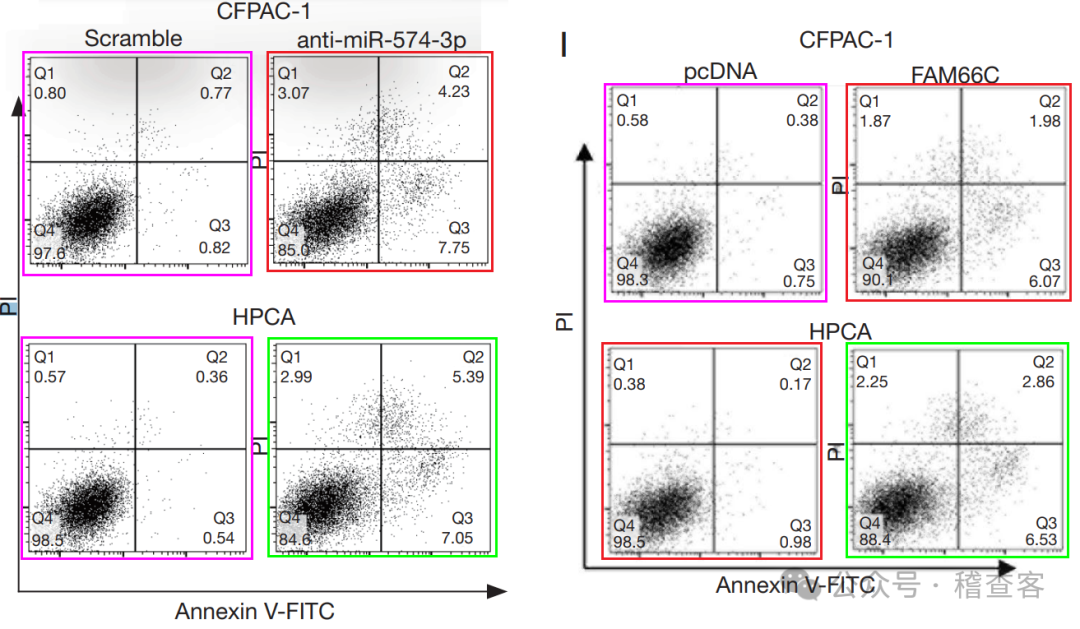 CFPAC-1
Scramble
anti-miR-574-3p
Q1
0.80
Q2
0.77
Q4
97.6
Q3
0.82
PI
Q1
3.07
Q2
4.23
Q4
85.0
Q3
7.75
HPCA
PI
Q1
0.57
Q2
0.36
Q4
98.5
Q3
0.54
PI
Q1
2.99
Q2
5.39
Q4
84.6
Q3
7.05
Annexin V-FITC
I
CFPAC-1
pcDNA
FAM66C
Q1
0.58
Q2
0.38
Q4
98.3
Q3
0.75
PI
Q1
1.87
Q2
1.98
Q4
90.1
Q3
6.07
PI
HPCA
Q1
0.38
Q2
0.17
Q4
98.5
Q3
0.98
PI
Q1
2.25
Q2
2.86
Q4
88.4
Q3
6.53
Annexin V-FITC
公众号 · 稽查客